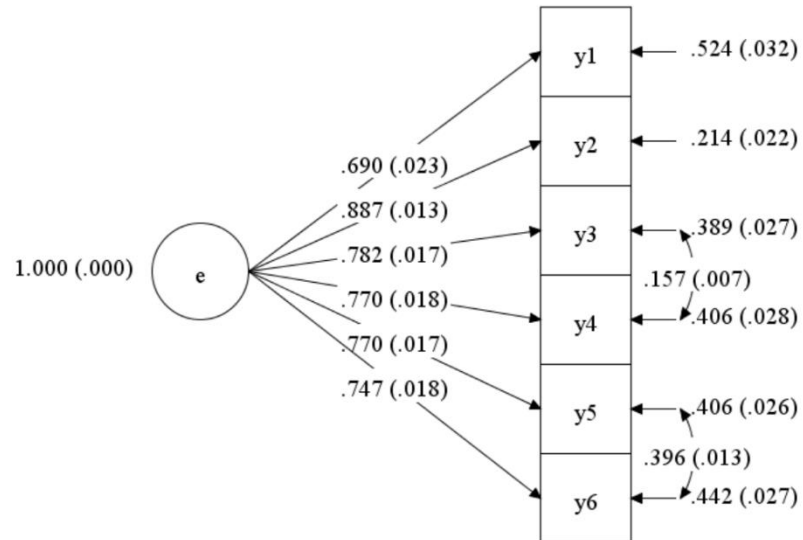 y1
.524 (.032)
y2
.214 (.022)
.690 (.023)
.887 (.013)
y3
.389 (.027)
.782 (.017)
1.000 (.000)
e
.157 (.007)
.770 (.018)
y4
.406 (.028)
.770 (.017)
.747 (.018)
y5
.406 (.026)
.396 (.013)
y6
.442 (.027)